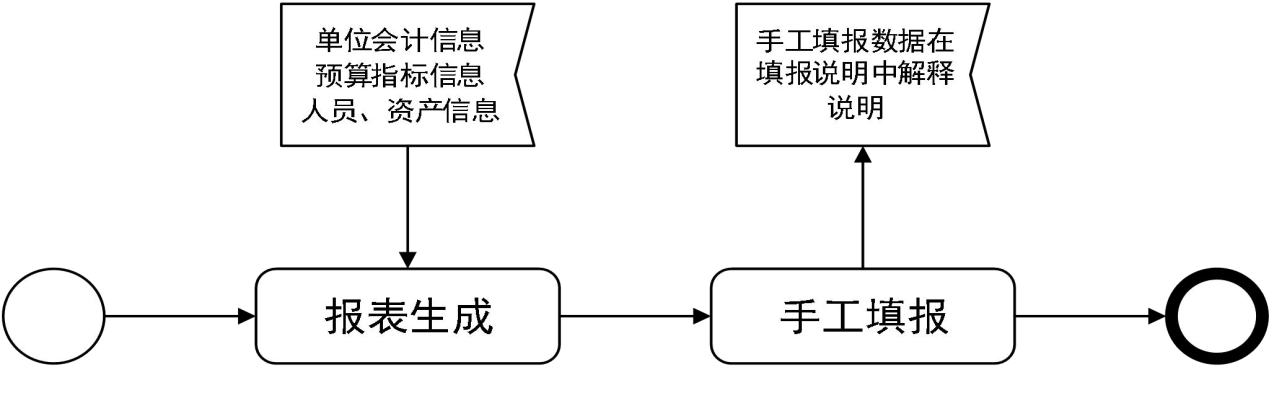 单位会计信息
预算指标信息
人员、资产信息
手工填报数据在
填报说明中解释
说明
报表生成
手工填报